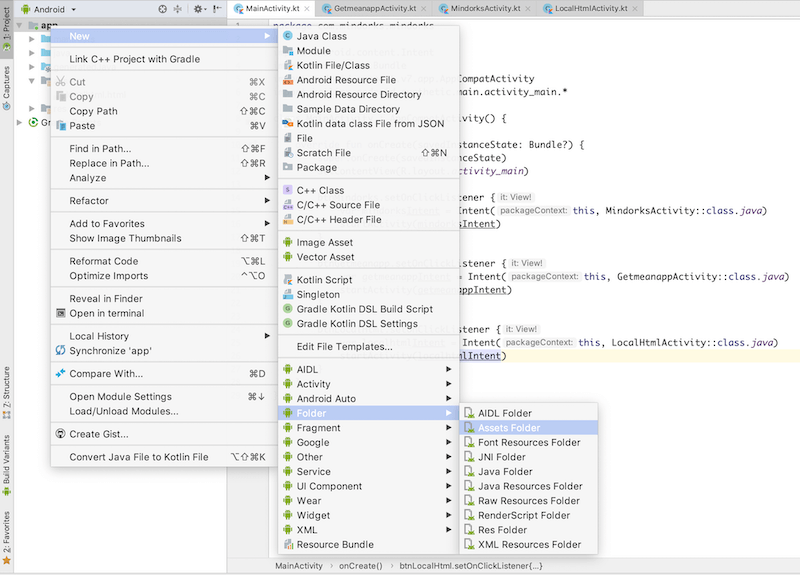 Android
MainActivity.kt
GetmeanappActivity.kt
MindorksActivity.kt
LocalHtmlActivity.kt
1: Project
Captures
7: Structure
Build Variants
2: Favorites
app
Gr
1
package com.mindorks.mindorks
New
Link C++ Project with Gradle
Cut ⌘X
Copy ⌘C
Copy Path ⇧⌘C
Paste ⌘V
Find in Path... ⇧⌘F
Replace in Path... ⇧⌘R
Analyze
Refactor
Add to Favorites
Show Image Thumbnails ⇧⌘T
Reformat Code ⌥⌘L
Optimize Imports ^⌥O
Reveal in Finder
Open in terminal
Local History
Synchronize 'app'
Compare With... ⌘D
Open Module Settings ⌘↓
Load/Unload Modules...
Create Gist...
Convert Java File to Kotlin File ⌥⇧⌘K
Java Class
Module
Kotlin File/Class
Android Resource File
Android Resource Directory
Sample Data Directory
Kotlin data class File from JSON
File
Scratch File ⇧⌘N
Package
C++ Class
C/C++ Source File
C/C++ Header File
Image Asset
Vector Asset
Kotlin Script
Singleton
Gradle Kotlin DSL Build Script
Gradle Kotlin DSL Settings
Edit File Templates...
AIDL
Activity
Android Auto
Folder
Fragment
Google
Other
Service
UI Component
Wear
Widget
XML
Resource Bundle
AIDL Folder
Assets Folder
Font Resources Folder
JNI Folder
Java Folder
Java Resources Folder
Raw Resources Folder
RenderScript Folder
Res Folder
XML Resources Folder
CompatActivity
main.activity_main.*
ivity() {
stanceState: Bundle?) {
ceState)
ctivity_main)
istener { it: View!
= Intent( packageContext: this, MindorksActivity::class.java)
sIntent)
istener { it: View!
= Intent( packageContext: this, GetmeanappActivity::class.java)
appIntent)
kListener { it: View!
Intent( packageContext: this, LocalHtmlActivity::class.java)
mlIntent)
MainActivity › onCreate() › btnLocalHtml.setOnClickListener{...}